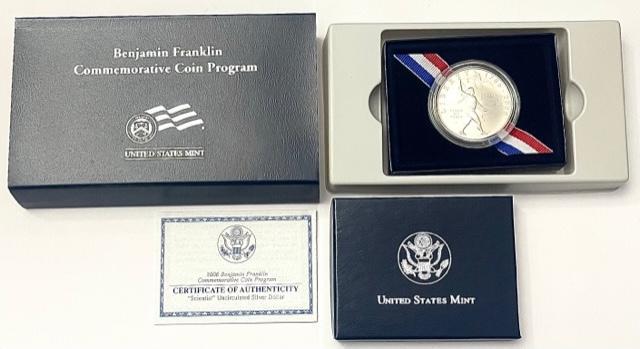 Benjamin Franklin
Commemorative Coin Program
UNITED STATES MINT
2006 Benjamin Franklin
Commemorative Coin Program
CERTIFICATE OF AUTHENTICITY
"Scientist" Uncirculated Silver Dollar
UNITED STATES MINT